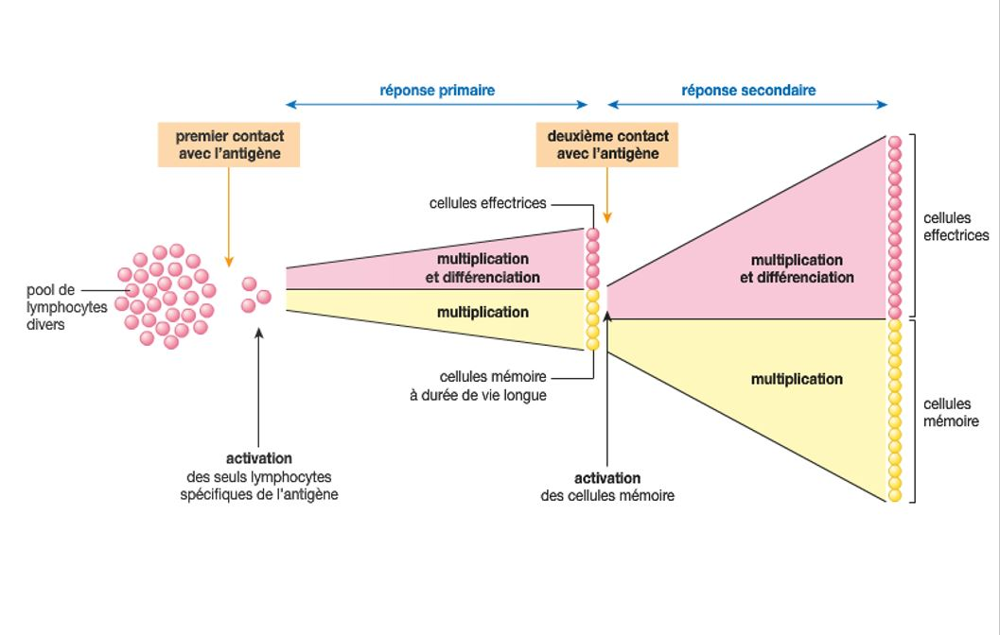 réponse primaire
réponse secondaire
premier contact
avec l'antigène
deuxième contact
avec l'antigène
cellules effectrices
cellules
effectrices
multiplication
et différenciation
multiplication
et différenciation
pool de
lymphocytes
divers
multiplication
cellules mémoire
à durée de vie longue
multiplication
cellules
mémoire
activation
des seuls lymphocytes
spécifiques de l'antigène
activation
des cellules mémoire